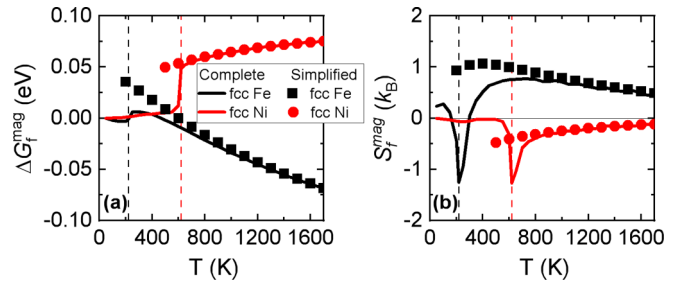 0.10
0.05
0.00
-0.05
-0.10
ΔG_f^mag (eV)
Complete Simplified
fcc Fe fcc Fe
fcc Ni fcc Ni
(a)
400 800 1200 1600
T (K)
2
1
0
-1
-2
S_f^mag (k_B)
(b)
400 800 1200 1600
T (K)